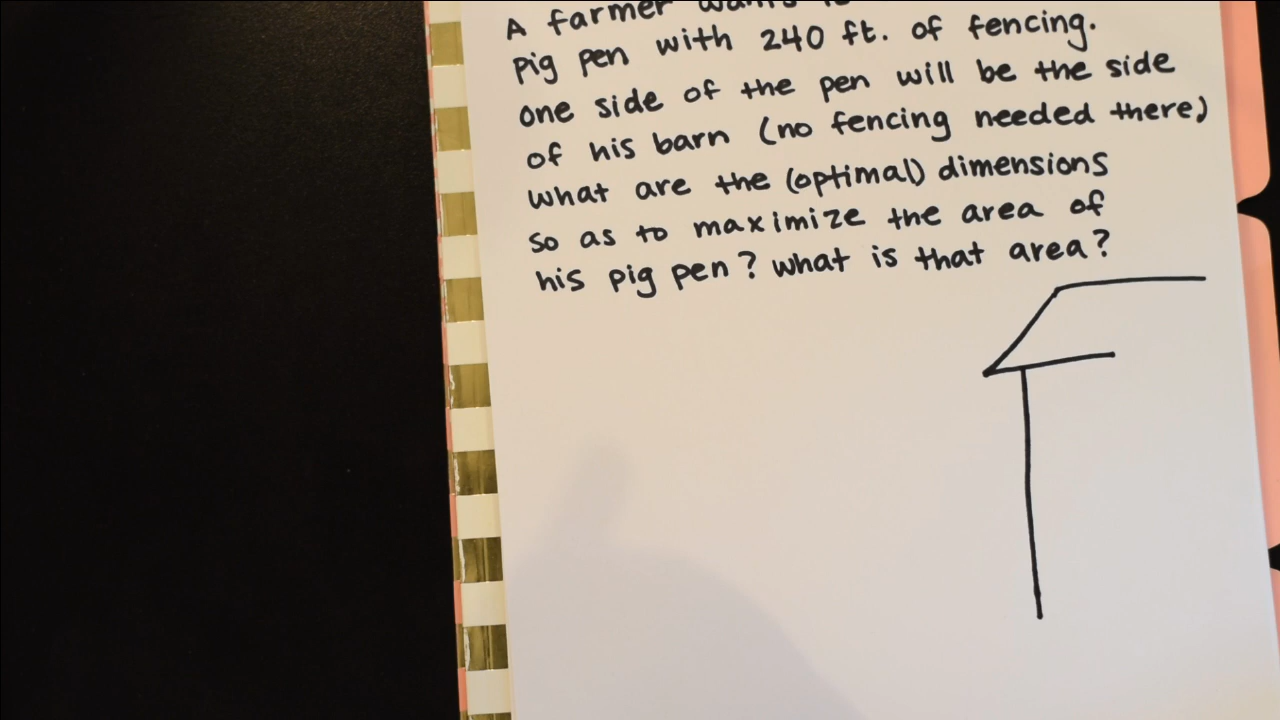 A farmer wants
pig pen with 240 ft. of fencing.
one side of the pen will be the side
of his barn (no fencing needed there)
what are the (optimal) dimensions
so as to maximize the area of
his pig pen? what is that area?